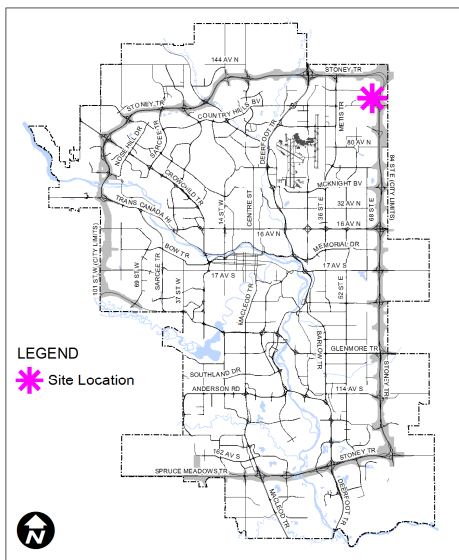 144 AV N
STONEY TR
STONEY TR
COUNTRY HILLS BV
METIS TR
DEERFOOT TR
SARCEE TR
NOSE HILL DR
80 AV N
CROWCHILD TR
MCKNIGHT BV
84 ST E (CITY LIMITS)
TRANS CANADA HI
14 ST W
CENTRE ST
36 ST E
32 AV N
68 ST E
16 AV N
16 AV N
101 ST W (CITY LIMITS)
BOW TR
MEMORIAL DR
69 ST W
SARCEE TR
37 ST W
17 AV S
17 AV S
52 ST E
MACLEOD TR
BARLOW TR
GLENMORE TR
LEGEND
Site Location
SOUTHLAND DR
ANDERSON RD
114 AV S
STONEY TR
162 AV S
STONEY TR
SPRUCE MEADOWS TR
MACLEOD TR
DEERFOOT TR
N